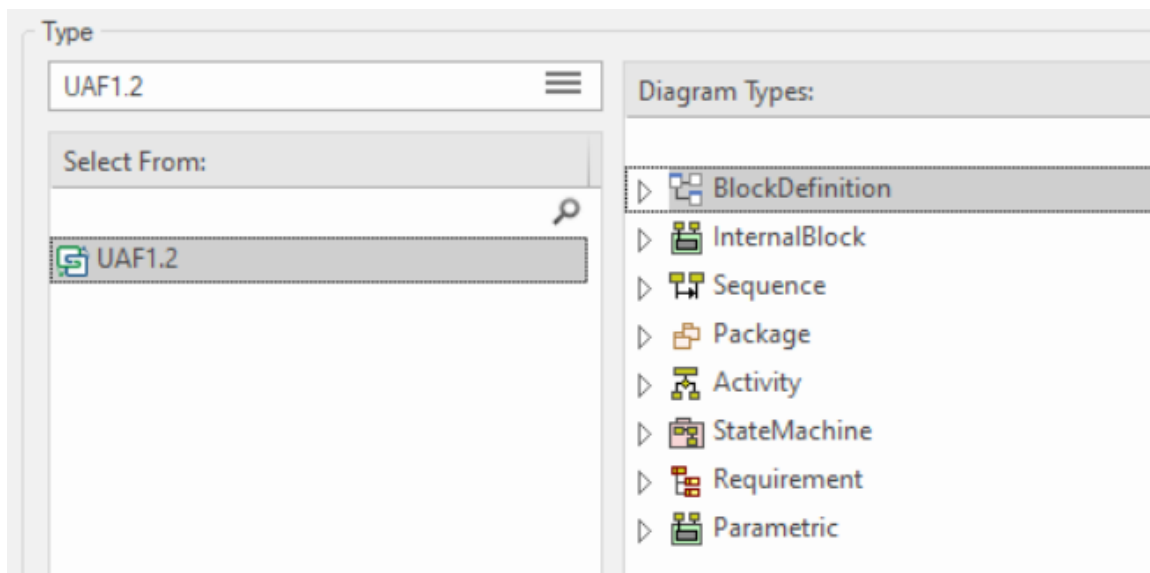 Type
UAF1.2
Select From:
UAF1.2
Diagram Types:
BlockDefinition
InternalBlock
Sequence
Package
Activity
StateMachine
Requirement
Parametric